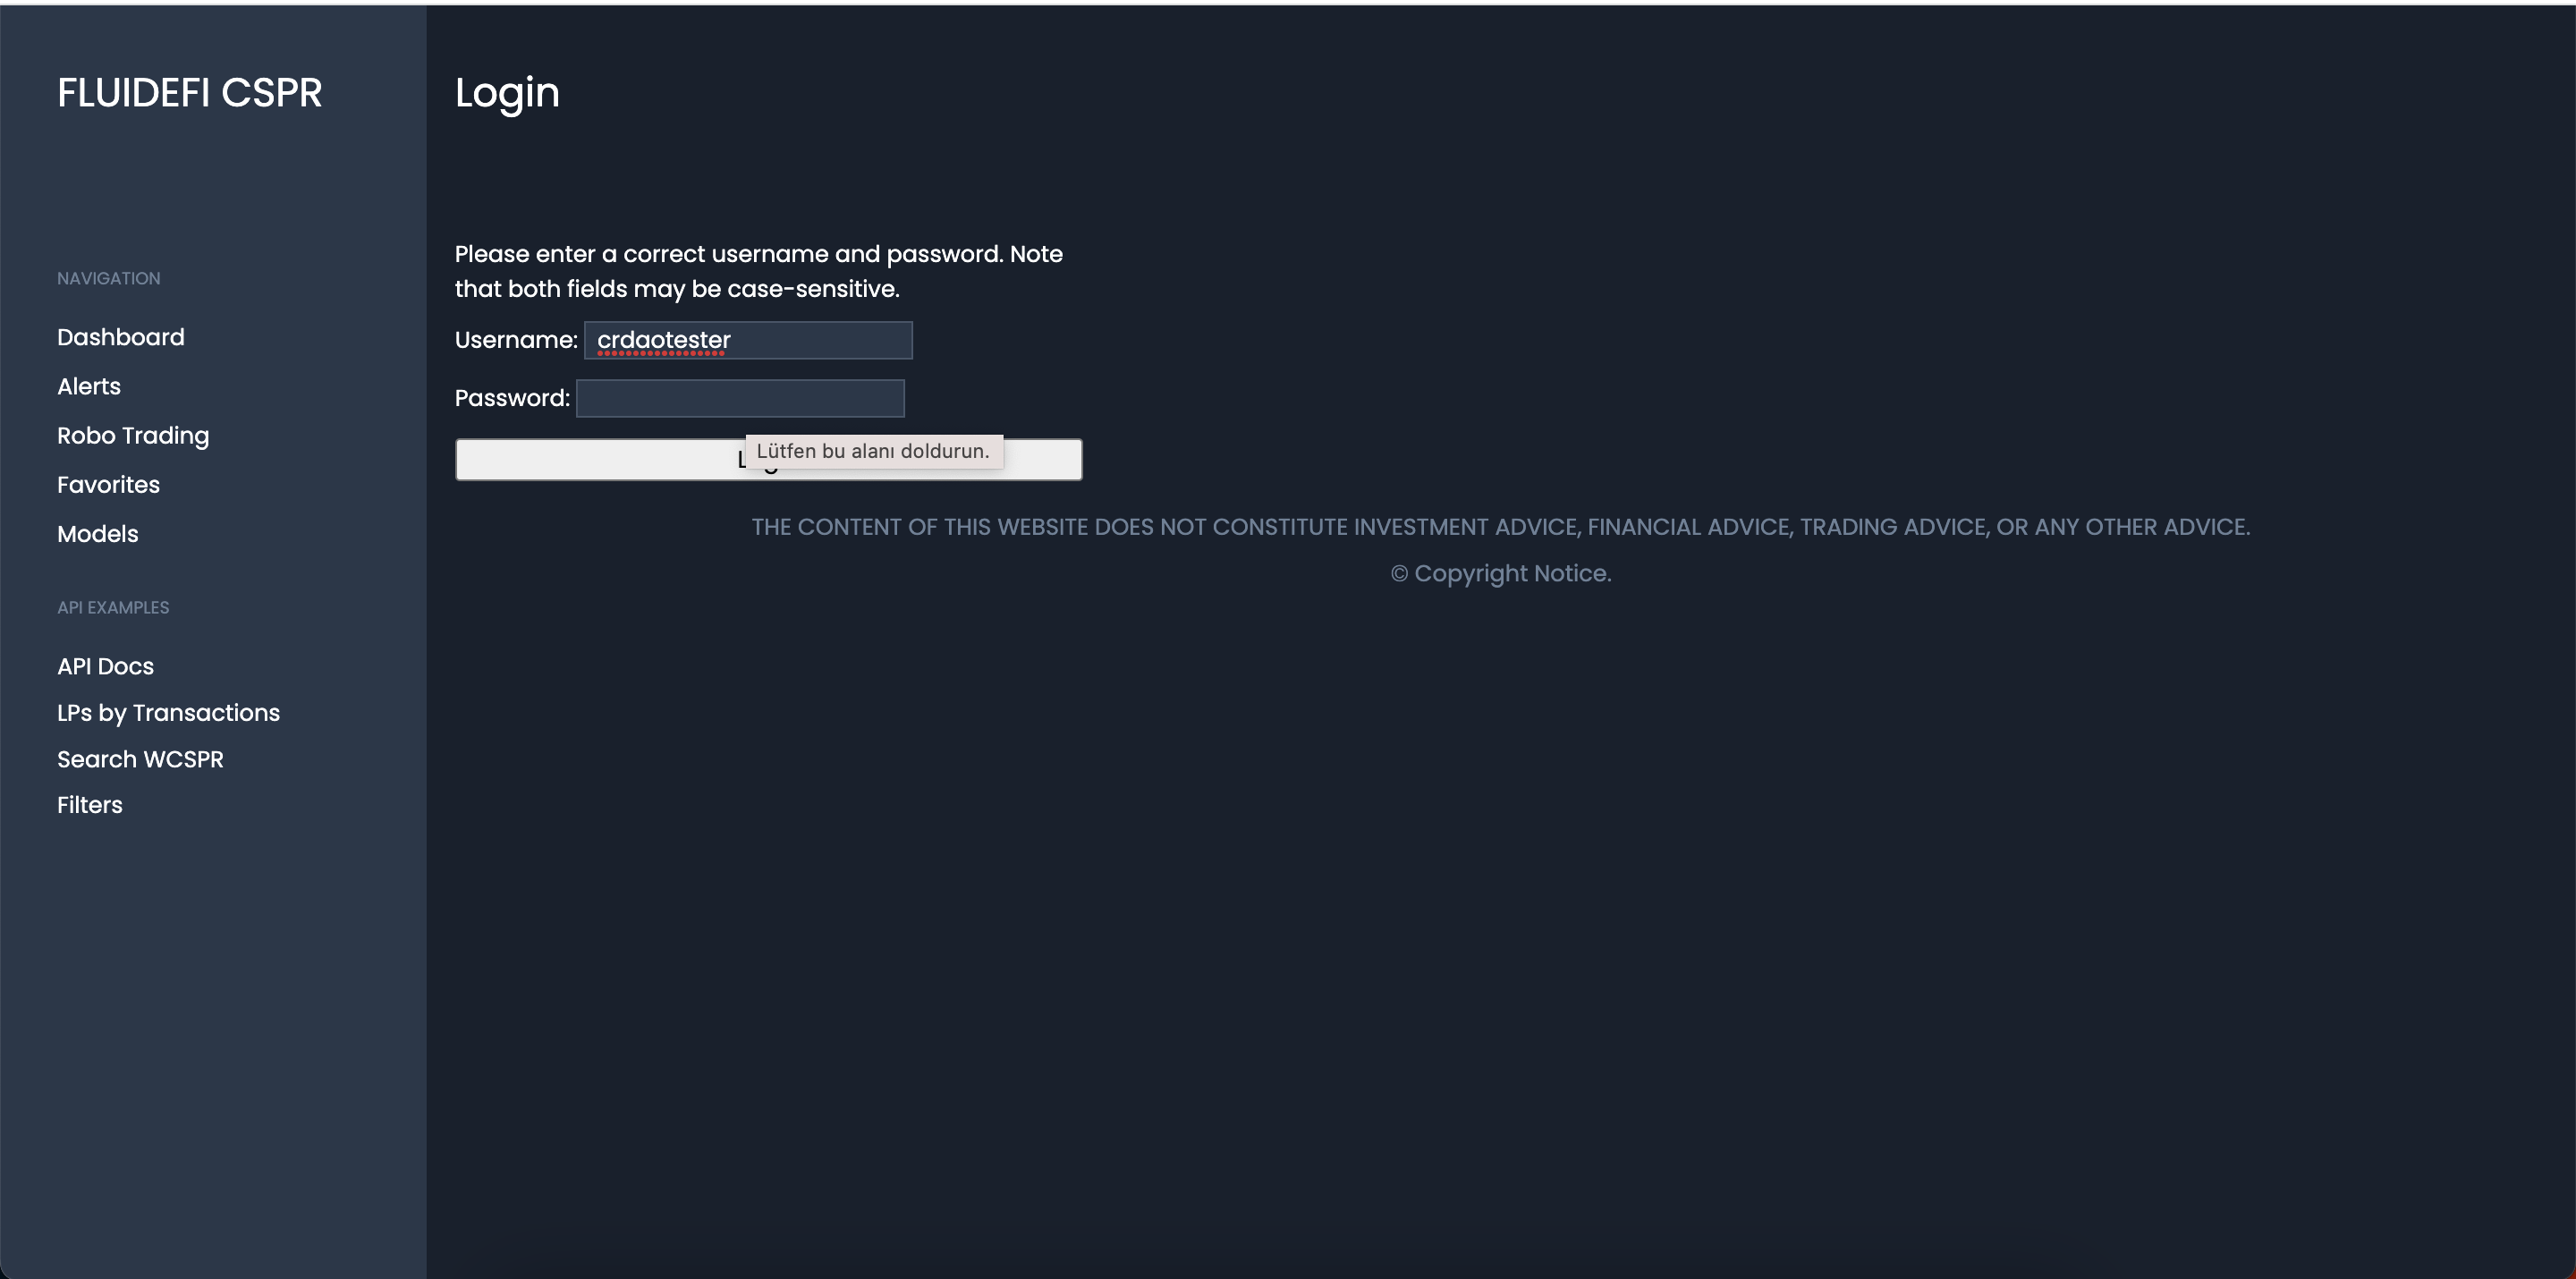 FLUIDEFI CSPR
NAVIGATION
Dashboard
Alerts
Robo Trading
Favorites
Models
API EXAMPLES
API Docs
LPs by Transactions
Search WCSPR
Filters
Login
Please enter a correct username and password. Note
that both fields may be case-sensitive.
Username: crdaotester
Password:
Lütfen bu alanı doldurun.
THE CONTENT OF THIS WEBSITE DOES NOT CONSTITUTE INVESTMENT ADVICE, FINANCIAL ADVICE, TRADING ADVICE, OR ANY OTHER ADVICE.
© Copyright Notice.